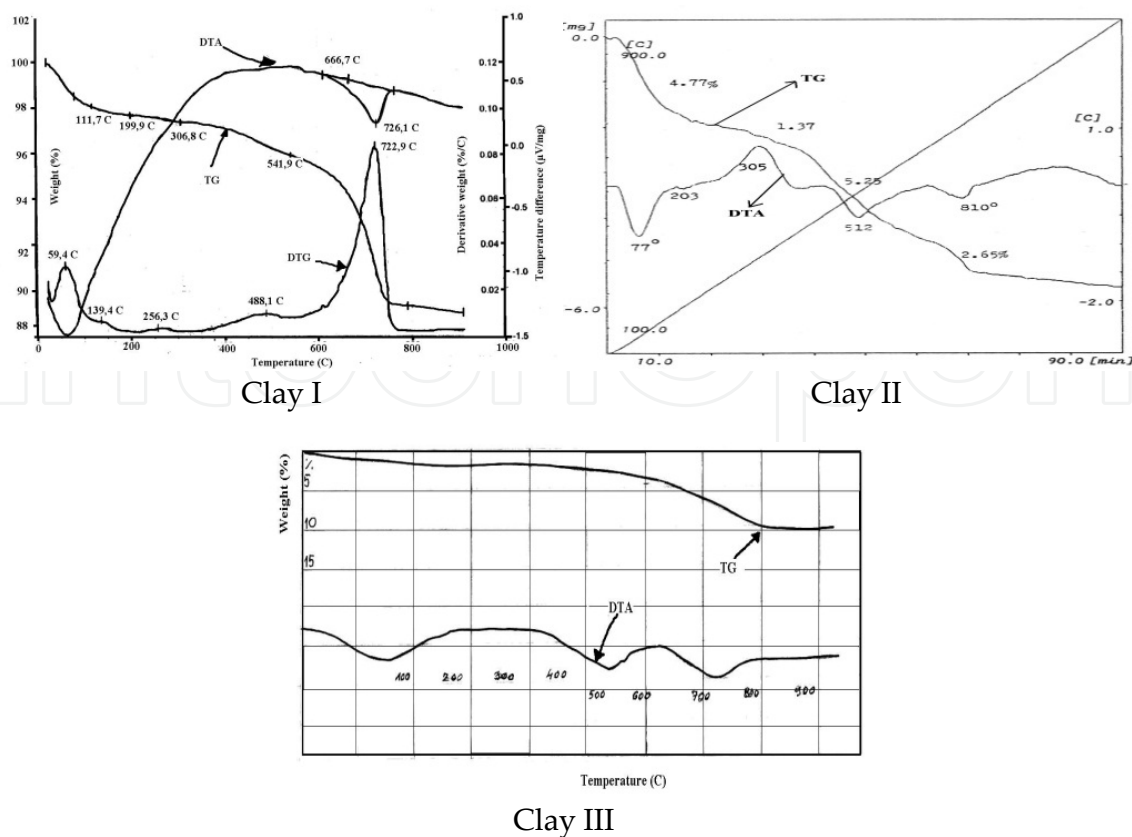 102
100
98
96
94
92
90
88
Weight (%)
DTA
666,7 C
111,7 C
199,9 C
306,8 C
TG
541,9 C
726,1 C
722,9 C
59,4 C
139,4 C
256,3 C
488,1 C
DTG
0
200
400
600
800
1000
Temperature (C)
0.12
0.10
0.08
0.06
0.04
0.02
Derivative weight (%/C)
1.0
0.5
0.0
-0.5
-1.0
-1.5
Temperature difference (µV/mg)
Clay I
[mg]
0.0
[C]
900.0
4.77%
TG
1.37
[C]
1.0
305
203
DTA
5.25
77°
512
810°
2.65%
-6.0
-2.0
100.0
10.0
90.0 [min]
Clay II
Weight (%)
%
5
10
15
TG
DTA
100
200
300
400
500
600
700
800
900
Temperature (C)
Clay III